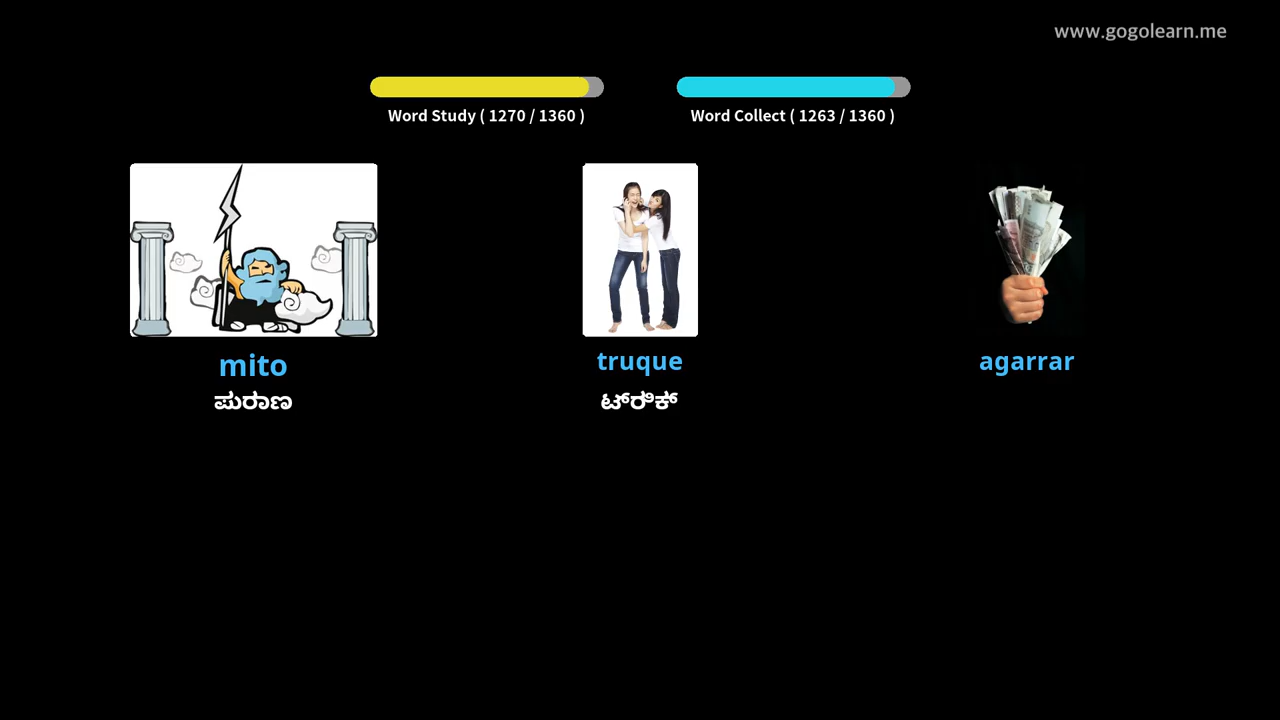 www.gogolearn.me
Word Study ( 1270 / 1360 )
Word Collect ( 1263 / 1360 )
mito
truque
agarrar
ಪುರಾಣ
ಟ್ರಿಕ್